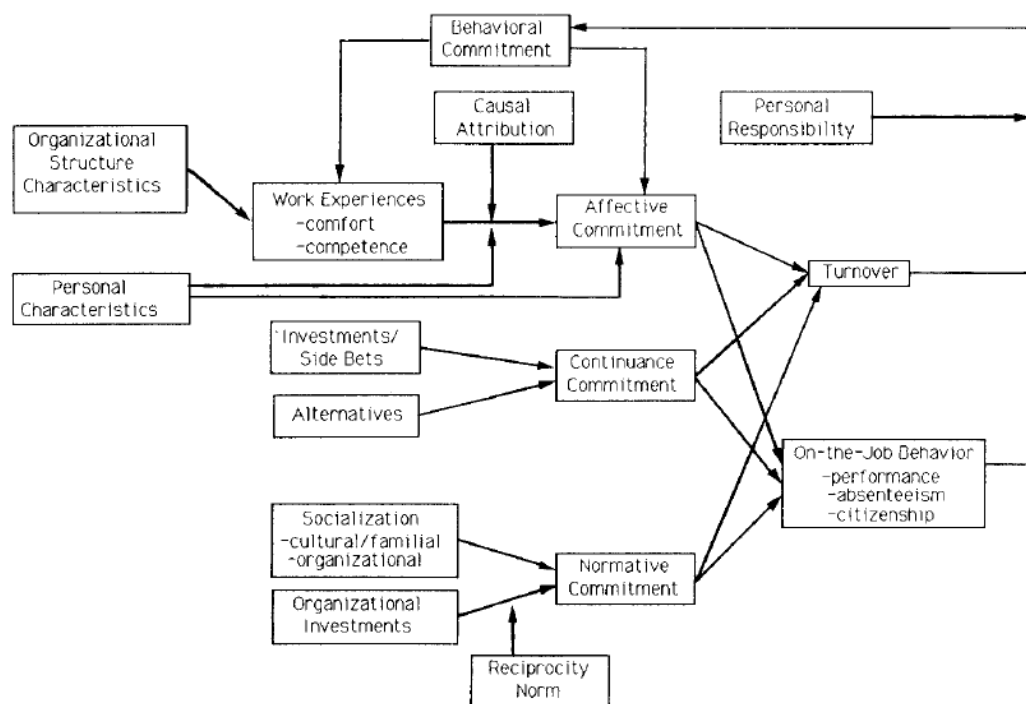 Behavioral
Commitment
Causal
Attribution
Personal
Responsibility
Organizational
Structure
Characteristics
Work Experiences
-comfort
-competence
Affective
Commitment
Turnover
Personal
Characteristics
Investments/
Side Bets
Continuance
Commitment
Alternatives
On-the-Job Behavior
-performance
-absenteeism
-citizenship
Socialization
-cultural/familial
-organizational
Normative
Commitment
Organizational
Investments
Reciprocity
Norm